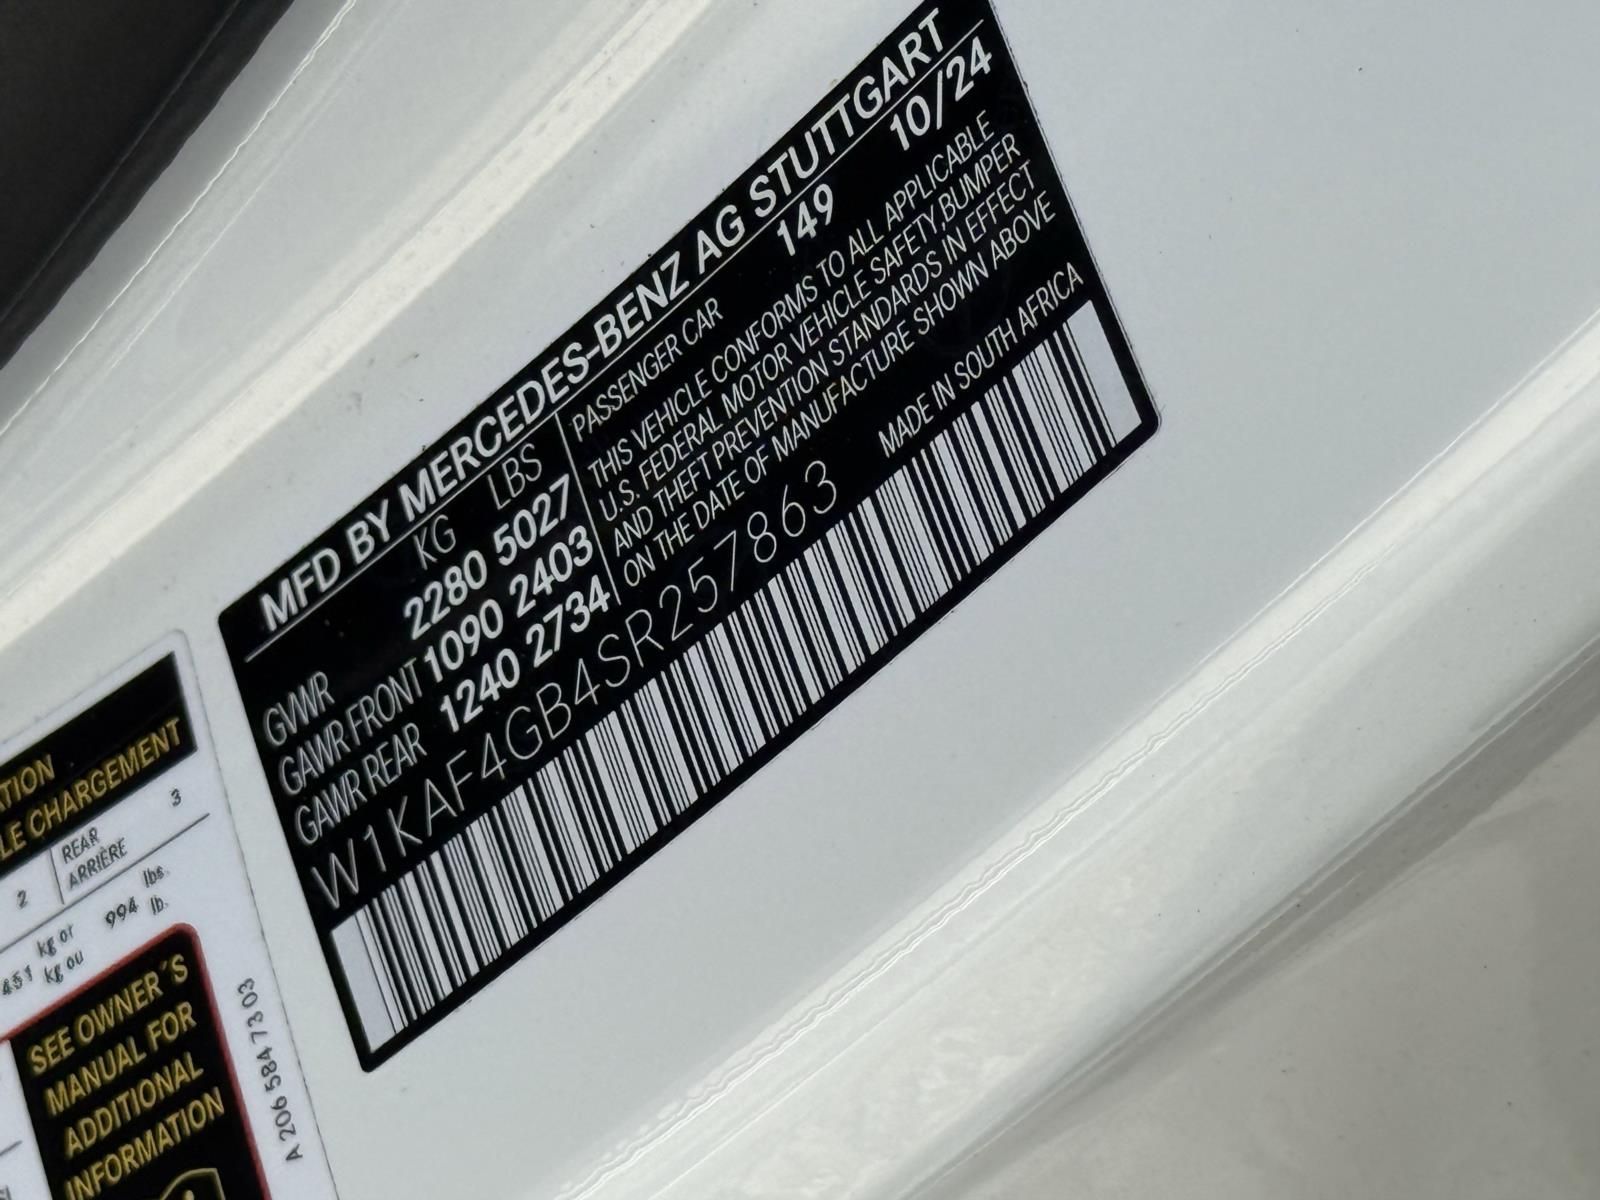 MFD BY MERCEDES-BENZ AG STUTTGART
KG LBS
149 10/24
GVWR 2280 5027
GAWR FRONT 1090 2403
GAWR REAR 1240 2734
PASSENGER CAR
THIS VEHICLE CONFORMS TO ALL APPLICABLE
U.S. FEDERAL MOTOR VEHICLE SAFETY, BUMPER
AND THEFT PREVENTION STANDARDS IN EFFECT
ON THE DATE OF MANUFACTURE SHOWN ABOVE
W1KAF4GB4SR257863 MADE IN SOUTH AFRICA
CHARGEMENT
2 REAR 3
ARRIÈRE
451 kg or 994 lbs.
kg ou lb.
SEE OWNER´S
MANUAL FOR
ADDITIONAL
INFORMATION
A 206 584 73 03